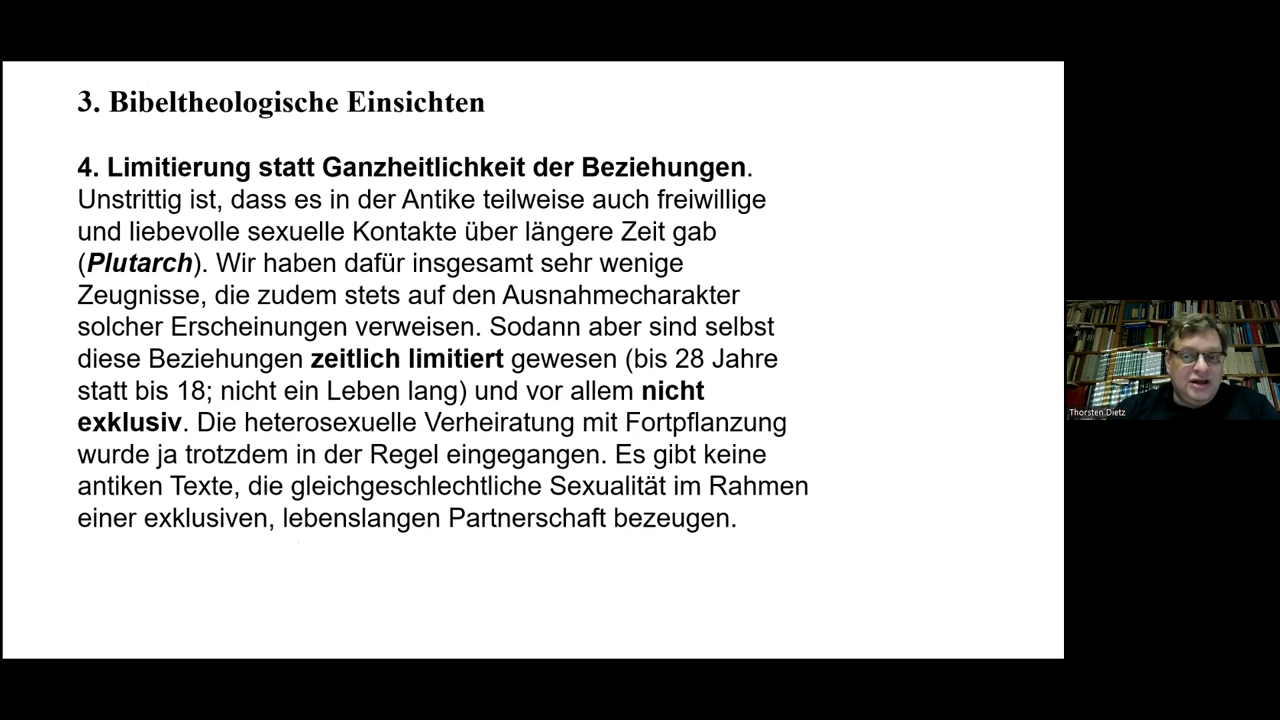 3. Bibeltheologische Einsichten
4. Limitierung statt Ganzheitlichkeit der Beziehungen.
Unstrittig ist, dass es in der Antike teilweise auch freiwillige
und liebevolle sexuelle Kontakte über längere Zeit gab
(Plutarch). Wir haben dafür insgesamt sehr wenige
Zeugnisse, die zudem stets auf den Ausnahmecharakter
solcher Erscheinungen verweisen. Sodann aber sind selbst
diese Beziehungen zeitlich limitiert gewesen (bis 28 Jahre
statt bis 18; nicht ein Leben lang) und vor allem nicht
exklusiv. Die heterosexuelle Verheiratung mit Fortpflanzung
wurde ja trotzdem in der Regel eingegangen. Es gibt keine
antiken Texte, die gleichgeschlechtliche Sexualität im Rahmen
einer exklusiven, lebenslangen Partnerschaft bezeugen.
Thorsten Dietz